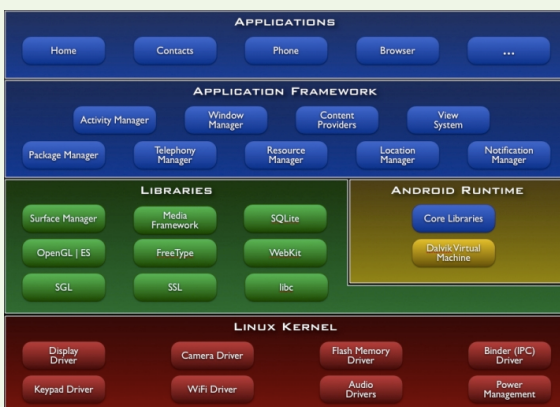 APPLICATIONS
Home
Contacts
Phone
Browser
...
APPLICATION FRAMEWORK
Activity Manager
Window
Manager
Content
Providers
View
System
Package Manager
Telephony
Manager
Resource
Manager
Location
Manager
Notification
Manager
LIBRARIES
Surface Manager
Media
Framework
SQLite
OpenGL | ES
FreeType
WebKit
SGL
SSL
libc
ANDROID RUNTIME
Core Libraries
Dalvik Virtual
Machine
LINUX KERNEL
Display
Driver
Camera Driver
Flash Memory
Driver
Binder (IPC)
Driver
Keypad Driver
WiFi Driver
Audio
Drivers
Power
Management